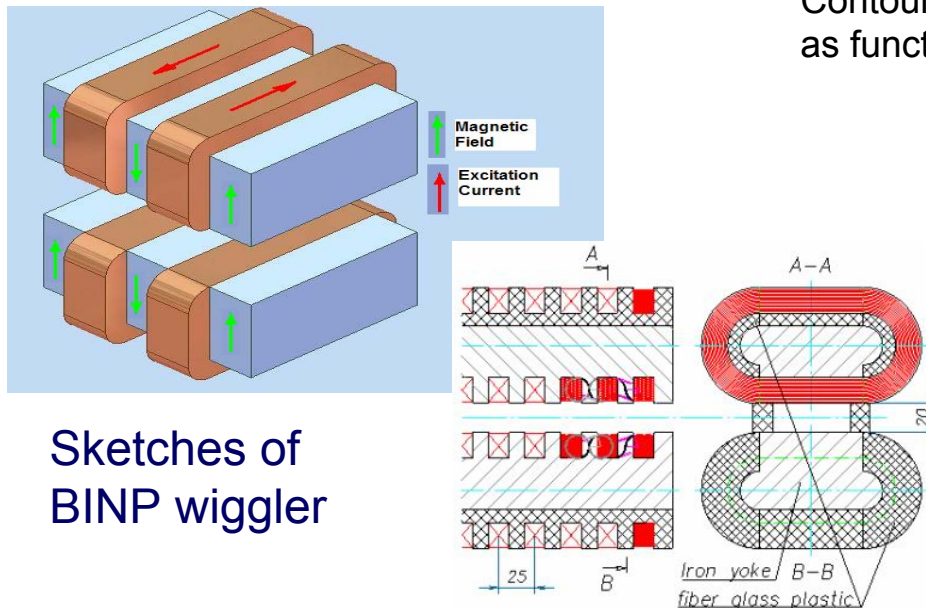 Contour
as funct
Magnetic
Field
Excitation
Current
A
A-A
20
Sketches of
BINP wiggler
25
B
Iron yoke
B-B
fiber glass plastic